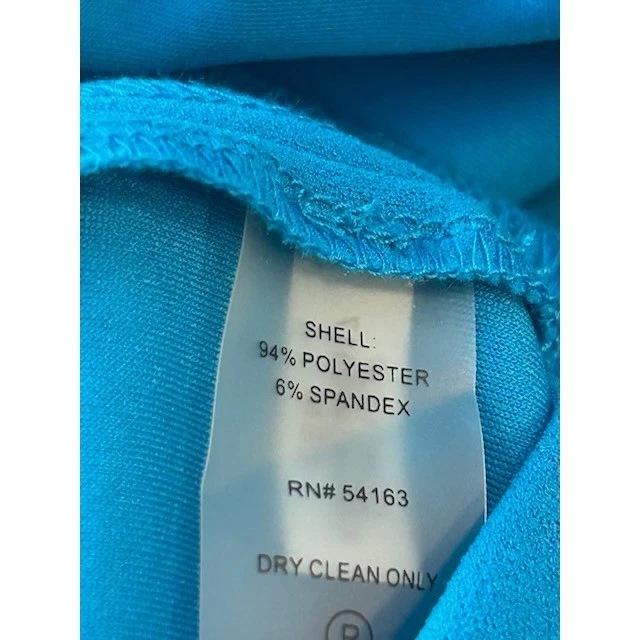 SHELL:
94% POLYESTER
6% SPANDEX
RN# 54163
DRY CLEAN ONLY
P